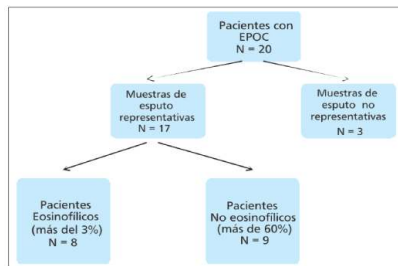 Pacientes con
EPOC
N = 20
Muestras de
esputo
representativas
N = 17
Muestras de
esputo no
representativas
N = 3
Pacientes
Eosinofílicos
(más del 3%)
N = 8
Pacientes
No eosinofílicos
(más de 60%)
N = 9